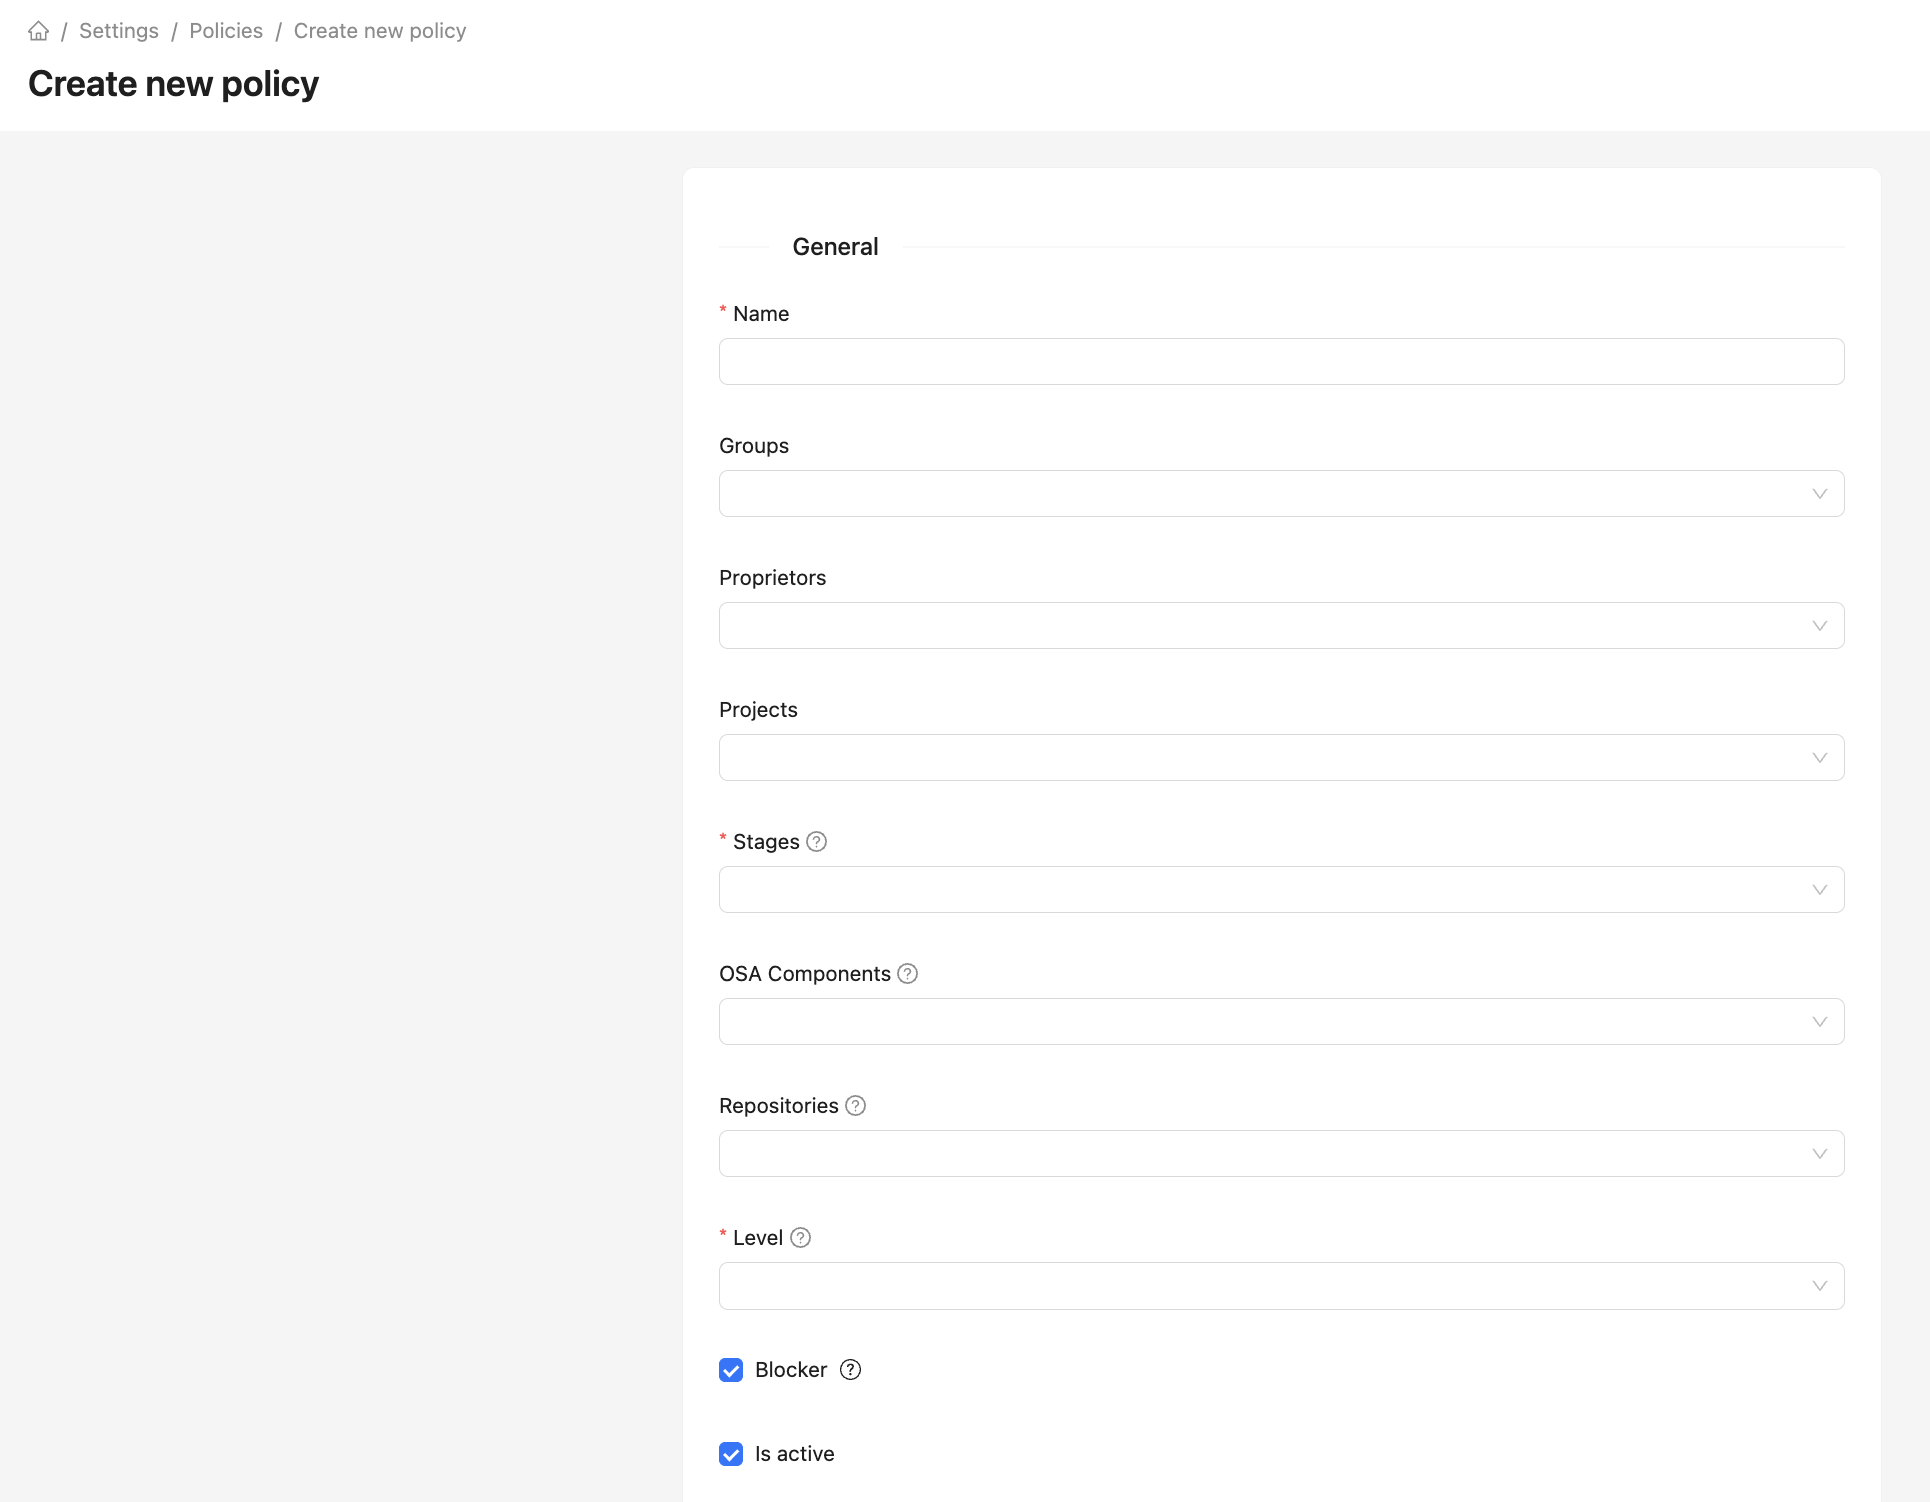 / Settings / Policies / Create new policy
Create new policy
General
* Name
Groups
Proprietors
Projects
* Stages ?
OSA Components ?
Repositories ?
* Level ?
Blocker ?
Is active